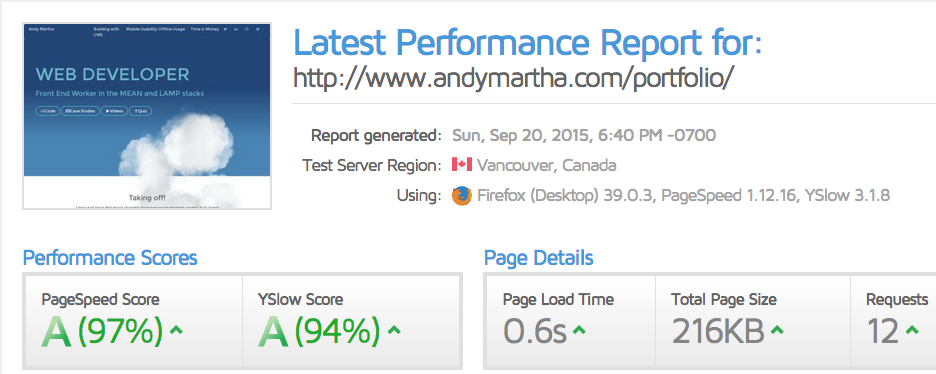 Andy Martha
Building with CMS
Mobile Usability Offline Usage
Time is Money
WEB DEVELOPER
Front End Worker in the MEAN and LAMP stacks
Code
Case Studies
Videos
Quiz
Taking off!
Latest Performance Report for:
http://www.andymartha.com/portfolio/
Report generated: Sun, Sep 20, 2015, 6:40 PM -0700
Test Server Region: Vancouver, Canada
Using: Firefox (Desktop) 39.0.3, PageSpeed 1.12.16, YSlow 3.1.8
Performance Scores
PageSpeed Score
A (97%)
YSlow Score
A (94%)
Page Details
Page Load Time
0.6s
Total Page Size
216KB
Requests
12